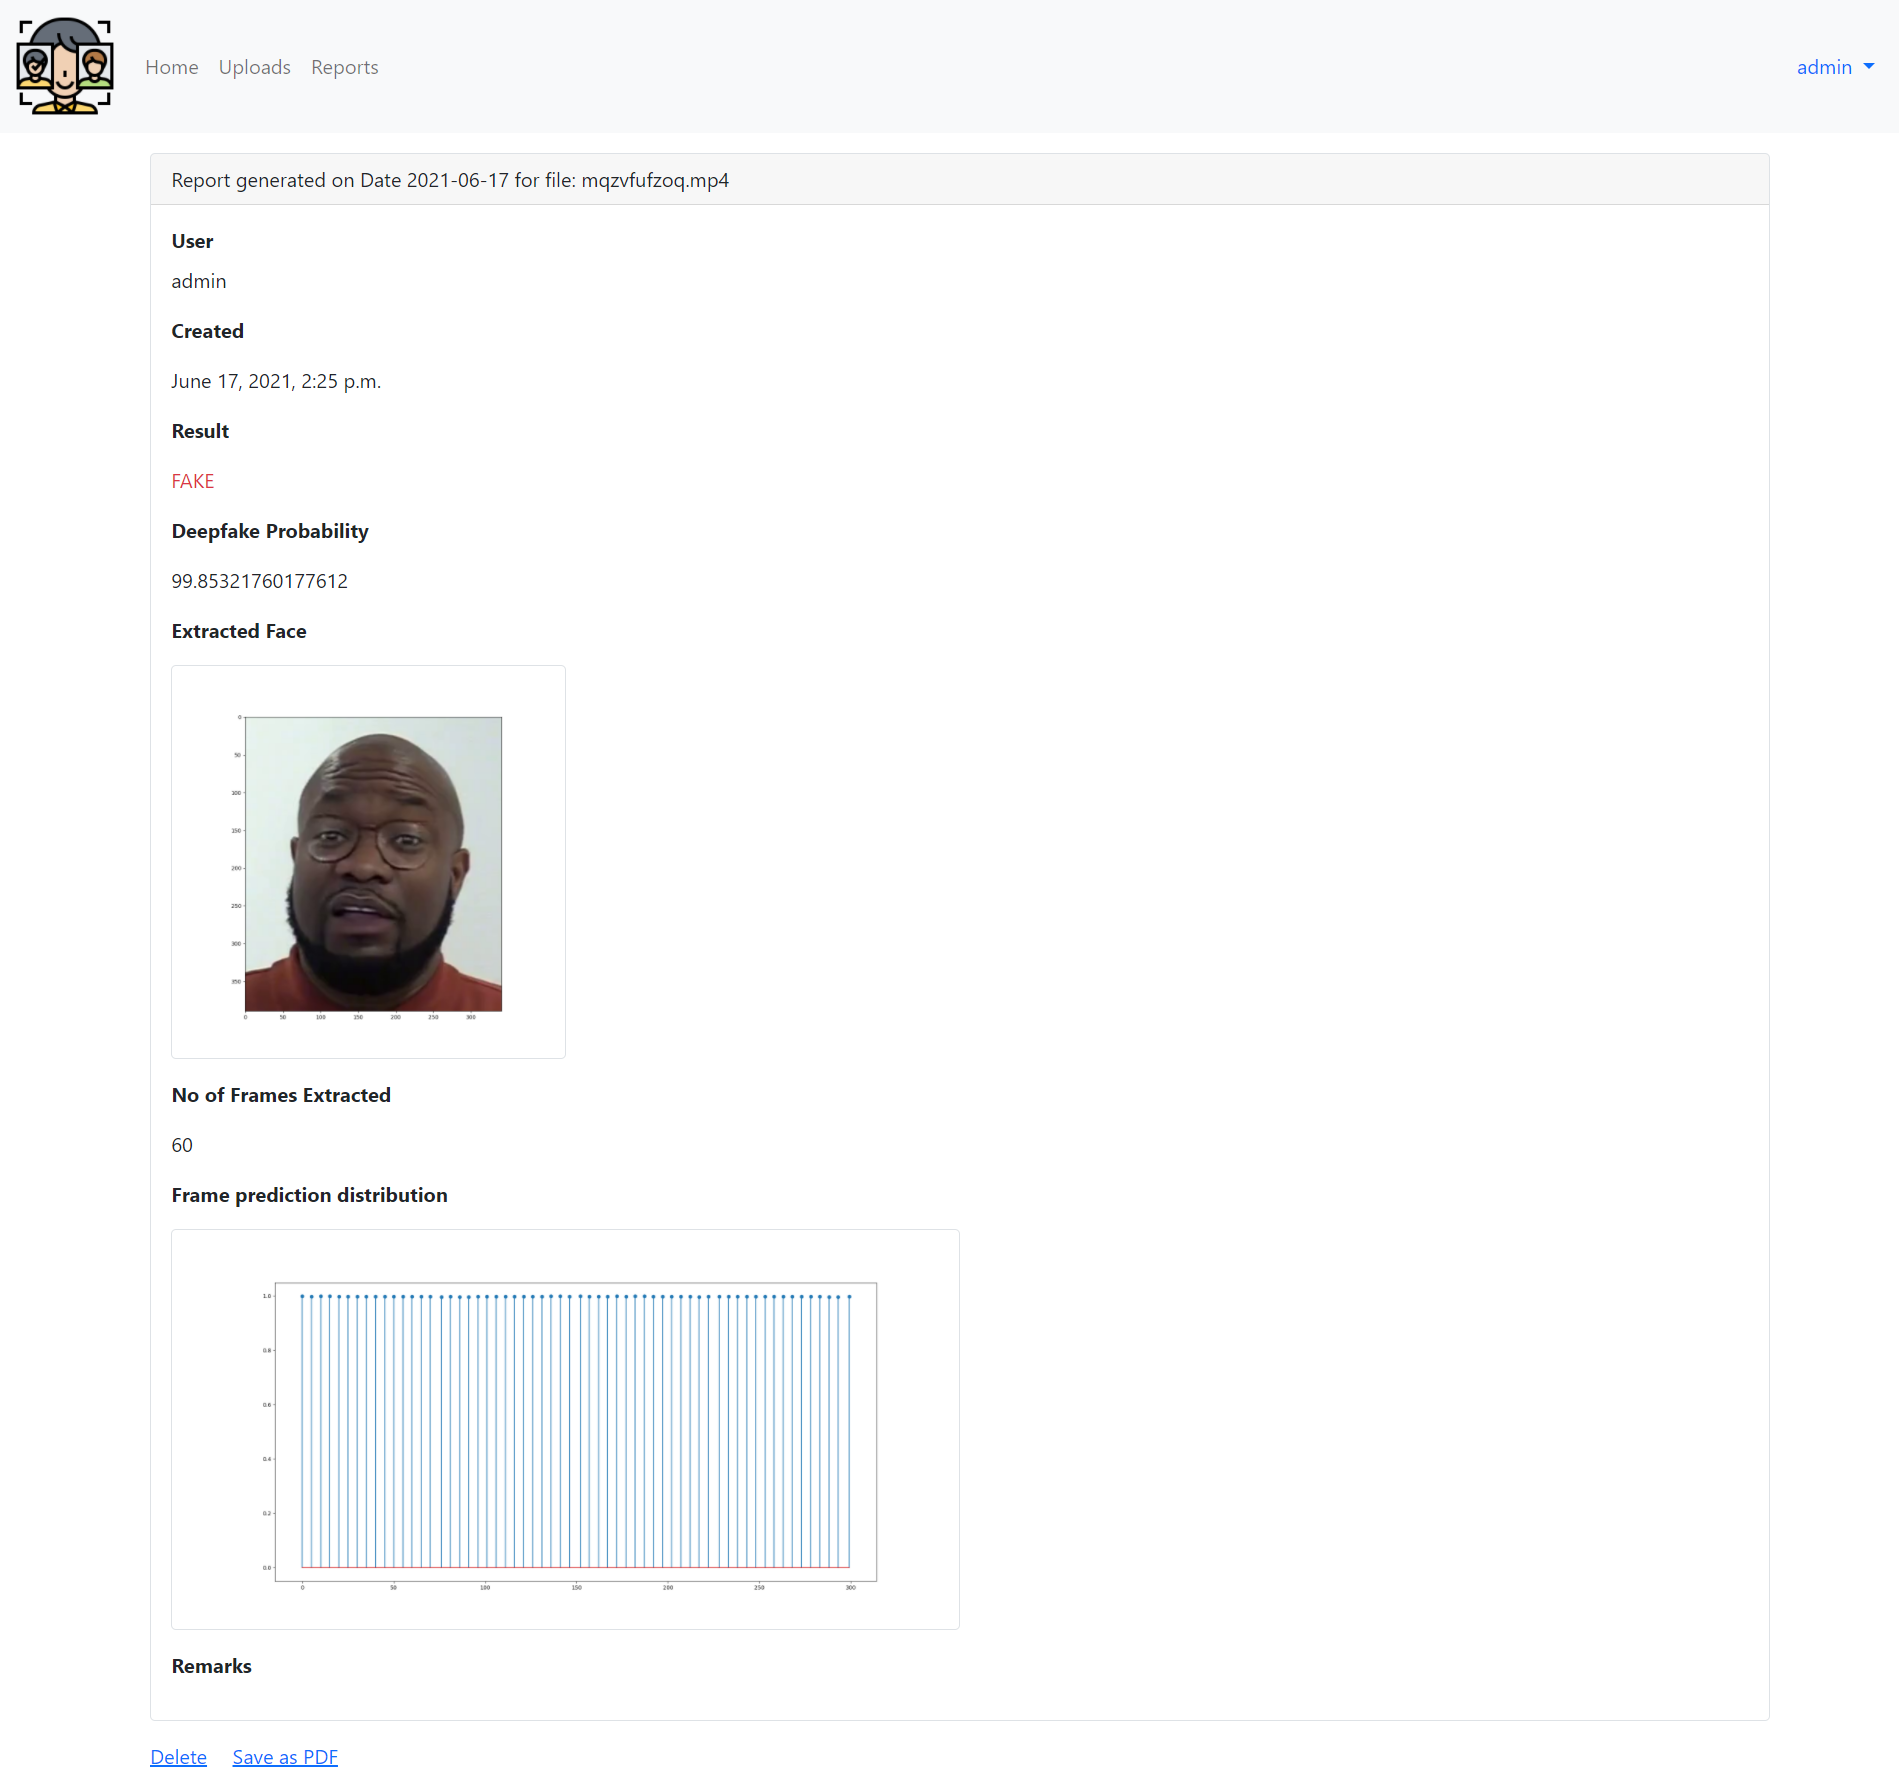 Home Uploads Reports admin
Report generated on Date 2021-06-17 for file: mqzvfufzoq.mp4
User
admin
Created
June 17, 2021, 2:25 p.m.
Result
FAKE
Deepfake Probability
99.85321760177612
Extracted Face
0
50
100
150
200
250
300
350
0 50 100 150 200 250 300
No of Frames Extracted
60
Frame prediction distribution
1.0
0.8
0.6
0.4
0.2
0.0
0 50 100 150 200 250 300
Remarks
Delete Save as PDF